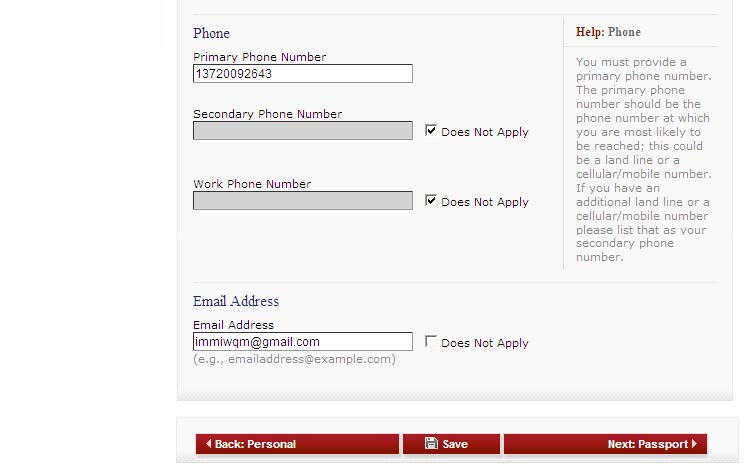 Phone
Primary Phone Number
13720092643
Secondary Phone Number
Does Not Apply
Work Phone Number
Does Not Apply
Help: Phone
You must provide a
primary phone number.
The primary phone
number should be the
phone number at which
you are most likely to
be reached; this could
be a land line or a
cellular/mobile number.
If you have an
additional land line or a
cellular/mobile number
please list that as your
secondary phone
number.
Email Address
Email Address
immiwqm@gmail.com
Does Not Apply
(e.g., emailaddress@example.com)
Back: Personal
Save
Next: Passport